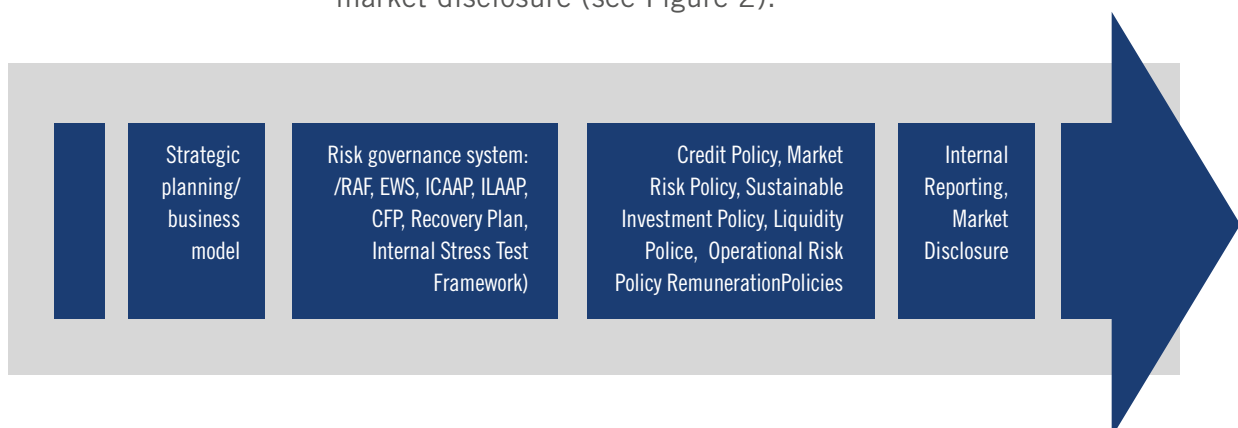 market disclosure (see Figure 2).
Strategic
planning/
business
model
Risk governance system:
/RAF, EWS, ICAAP, ILAAP,
CFP, Recovery Plan,
Internal Stress Test
Framework)
Credit Policy, Market
Risk Policy, Sustainable
Investment Policy, Liquidity
Police, Operational Risk
Policy RemunerationPolicies
Internal
Reporting,
Market
Disclosure